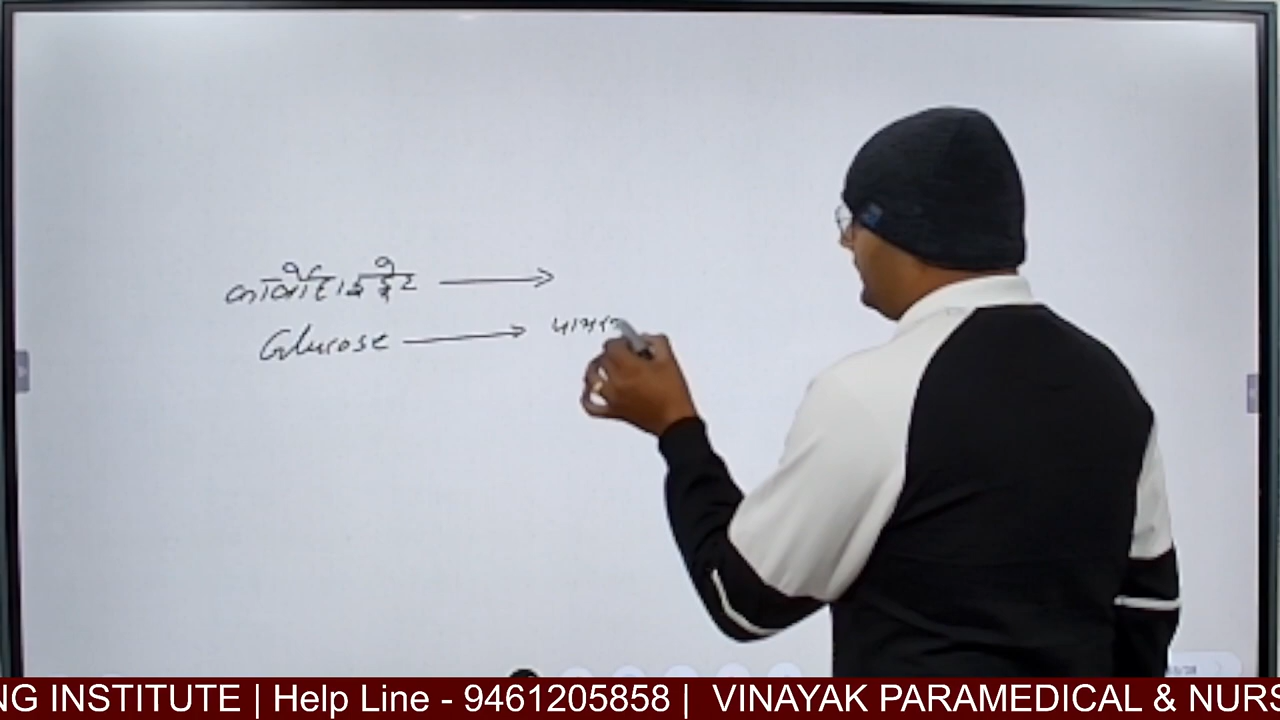 कार्बोहाइड्रेट →
Glucose →
NG INSTITUTE | Help Line - 9461205858 | VINAYAK PARAMEDICAL & NURS